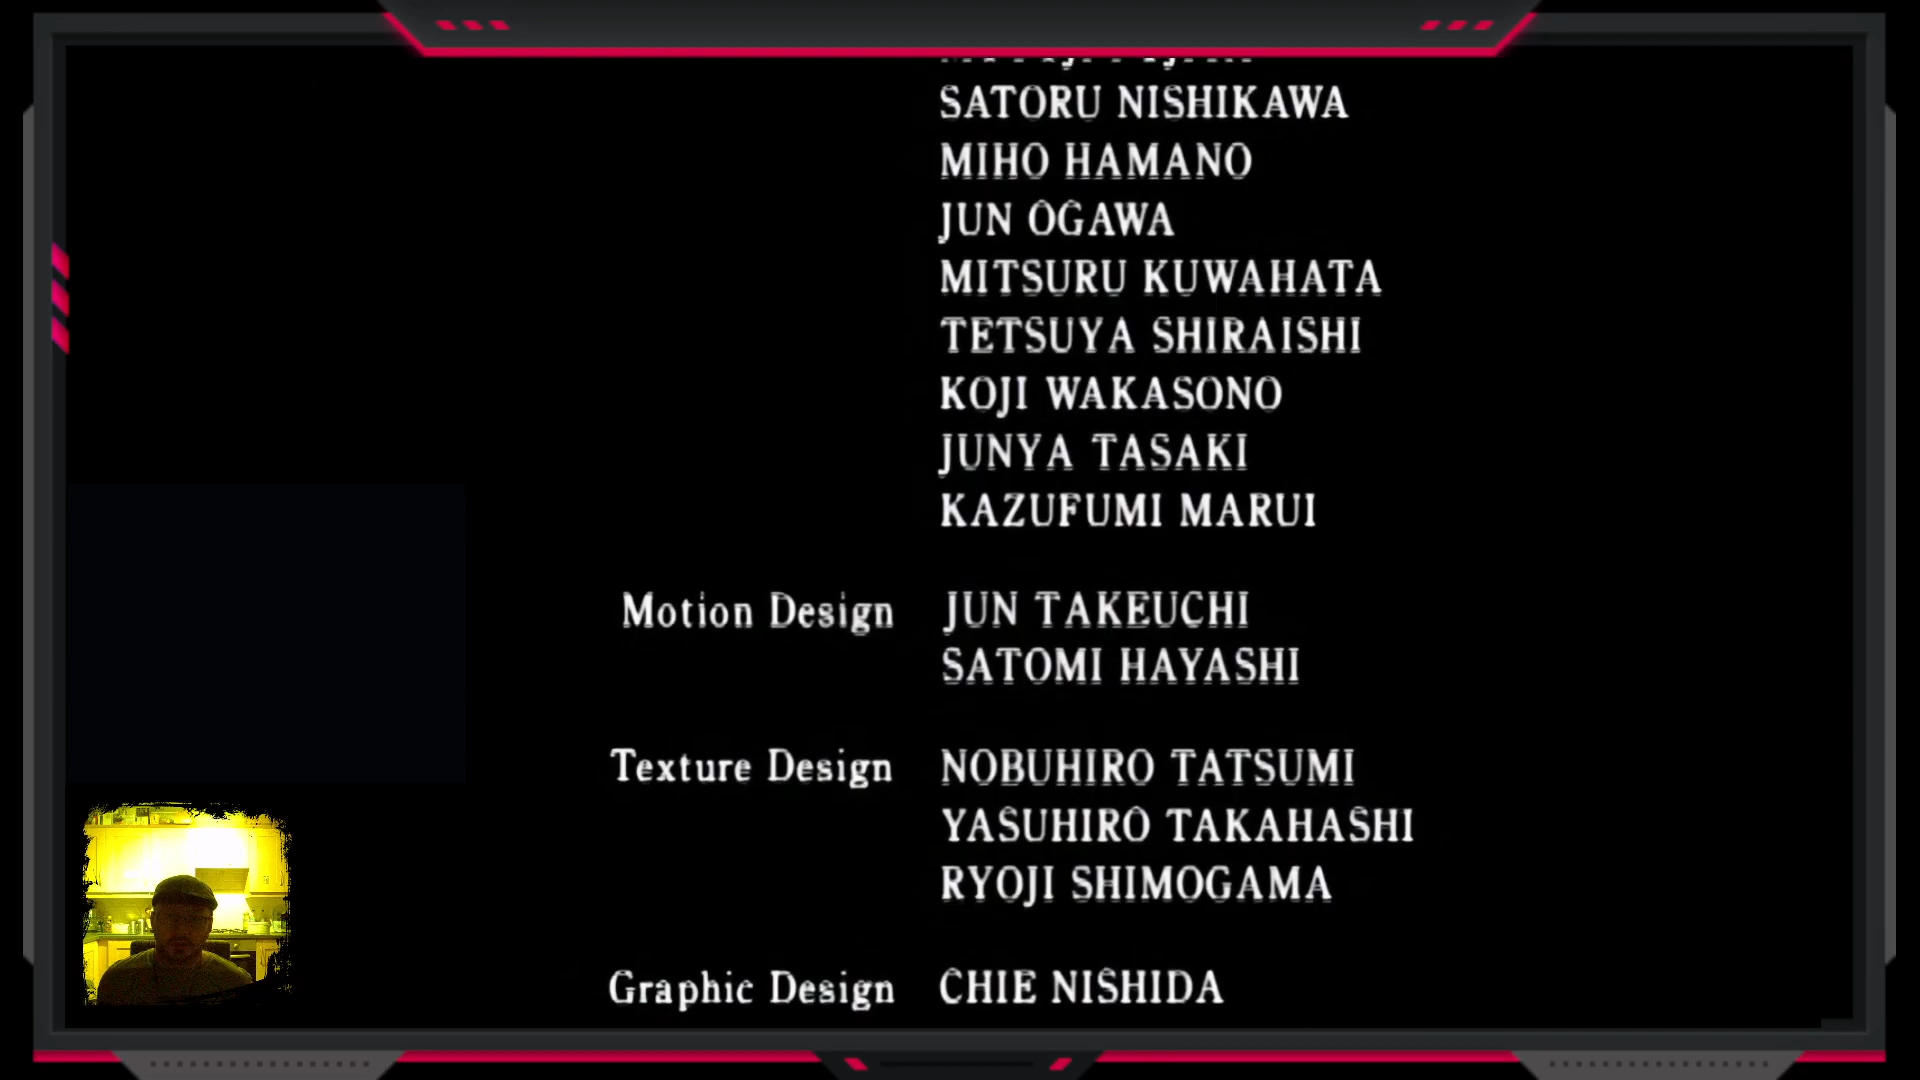 SATORU NISHIKAWA
MIHO HAMANO
JUN OGAWA
MITSURU KUWAHATA
TETSUYA SHIRAISHI
KOJI WAKASONO
JUNYA TASAKI
KAZUFUMI MARUI
Motion Design JUN TAKEUCHI
SATOMI HAYASHI
Texture Design NOBUHIRO TATSUMI
YASUHIRO TAKAHASHI
RYOJI SHIMOGAMA
Graphic Design CHIE NISHIDA